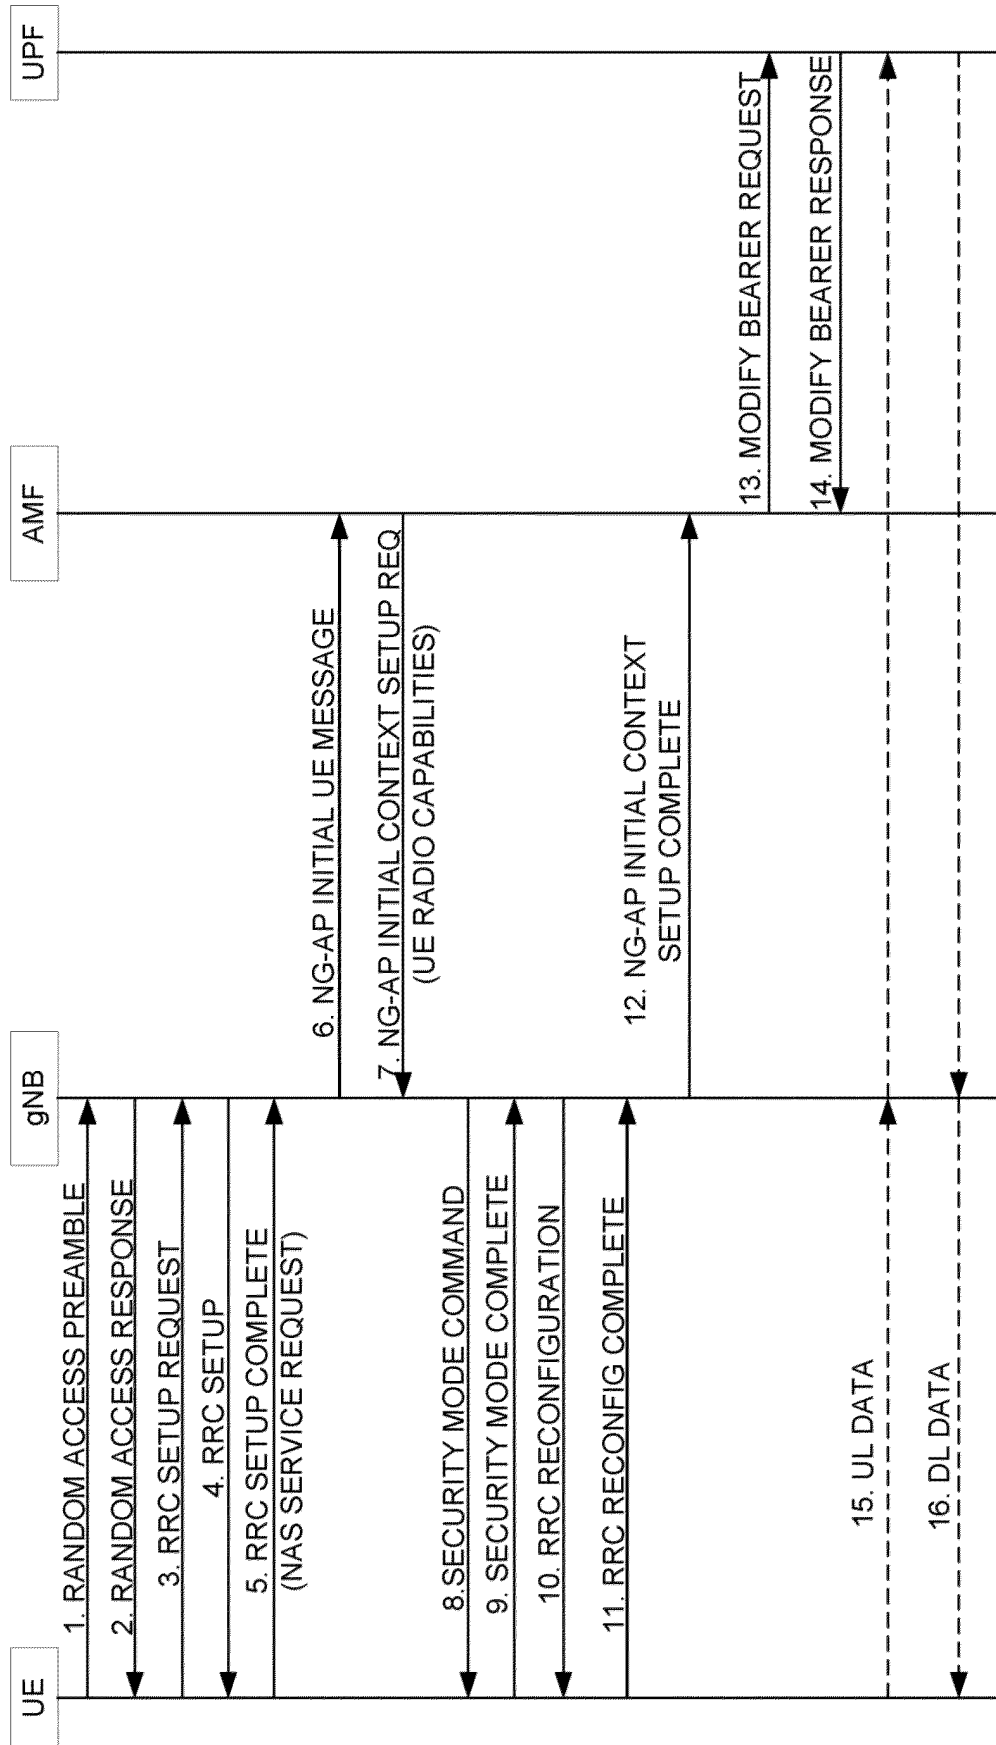 UE
gNB
AMF
UPF
1. RANDOM ACCESS PREAMBLE
2. RANDOM ACCESS RESPONSE
3. RRC SETUP REQUEST
4. RRC SETUP
5. RRC SETUP COMPLETE
(NAS SERVICE REQUEST)
6. NG-AP INITIAL UE MESSAGE
7. NG-AP INITIAL CONTEXT SETUP REQ
(UE RADIO CAPABILITIES)
8.SECURITY MODE COMMAND
9. SECURITY MODE COMPLETE
10. RRC RECONFIGURATION
11. RRC RECONFIG COMPLETE
12. NG-AP INITIAL CONTEXT
SETUP COMPLETE
13. MODIFY BEARER REQUEST
14. MODIFY BEARER RESPONSE
15. UL DATA
16. DL DATA